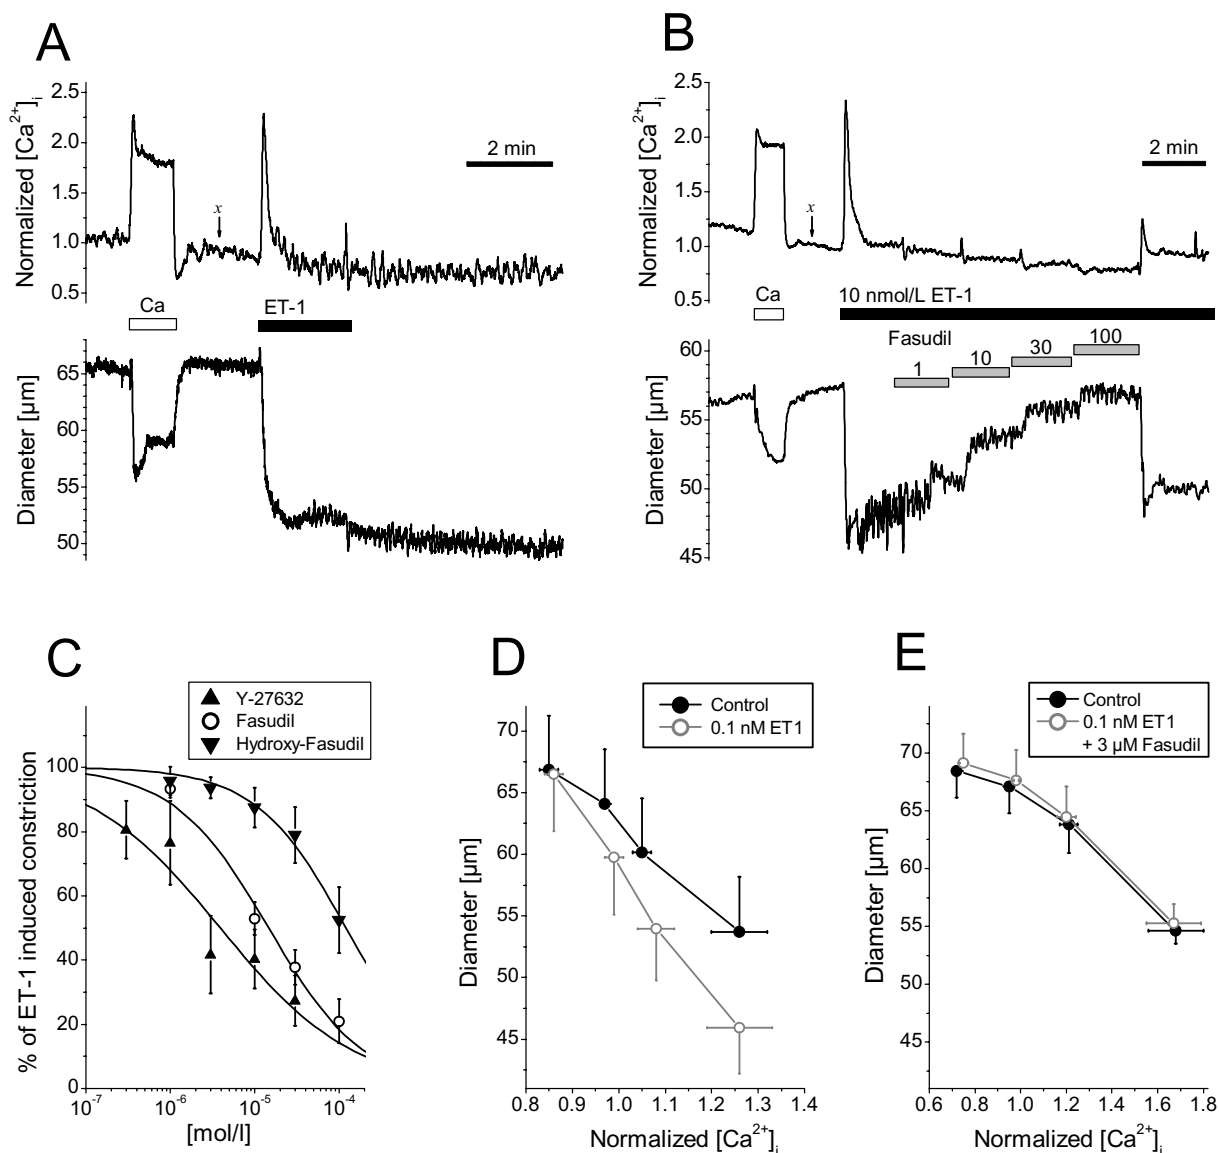 A
Normalized [Ca2+]i
2.5
2.0
1.5
1.0
0.5
x
2 min
Ca
ET-1
Diameter [µm]
65
60
55
50
B
Normalized [Ca2+]i
2.5
2.0
1.5
1.0
0.5
x
2 min
Ca
10 nmol/L ET-1
Fasudil
1
10
30
100
Diameter [µm]
60
55
50
45
C
Y-27632
Fasudil
Hydroxy-Fasudil
% of ET-1 induced constriction
100
80
60
40
20
0
10-7
10-6
10-5
10-4
[mol/l]
D
Control
0.1 nM ET1
Diameter [µm]
70
65
60
55
50
45
0.8
0.9
1.0
1.1
1.2
1.3
1.4
Normalized [Ca2+]i
E
Control
0.1 nM ET1
+ 3 µM Fasudil
Diameter [µm]
70
65
60
55
50
45
0.6
0.8
1.0
1.2
1.4
1.6
1.8
Normalized [Ca2+]i